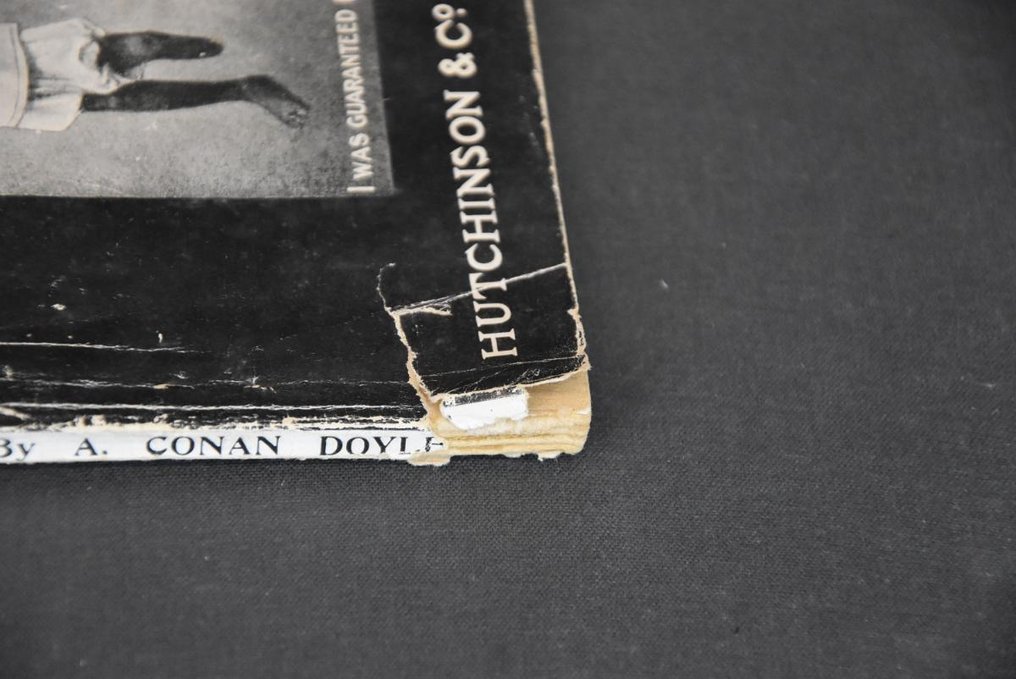 I WAS GUARANTEED
HUTCHINSON & Cº
By A. CONAN DOYLE